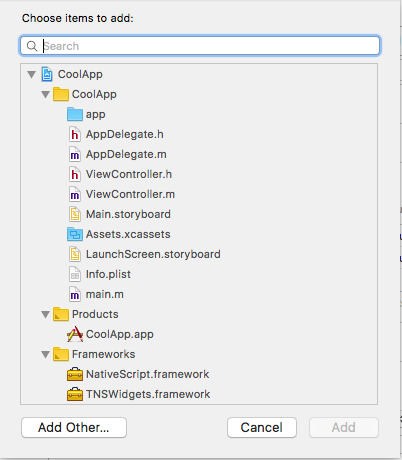 Choose items to add:
Search
CoolApp
CoolApp
app
h AppDelegate.h
m AppDelegate.m
h ViewController.h
m ViewController.m
Main.storyboard
Assets.xcassets
LaunchScreen.storyboard
Info.plist
m main.m
Products
CoolApp.app
Frameworks
NativeScript.framework
TNSWidgets.framework
Add Other... Cancel Add